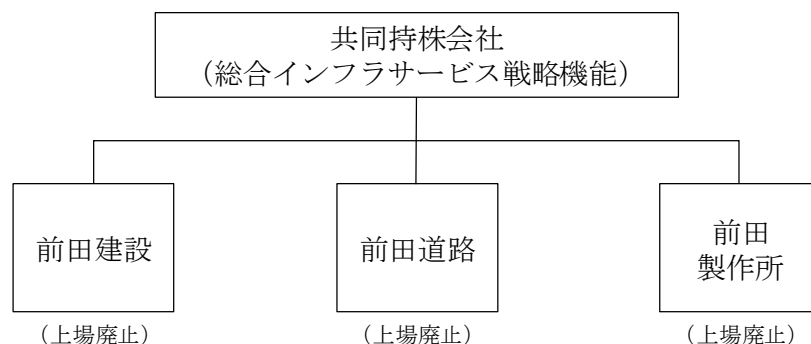 共同持株会社
（総合インフラサービス戦略機能）
前田建設
前田道路
前田
製作所
（上場廃止）
（上場廃止）
（上場廃止）